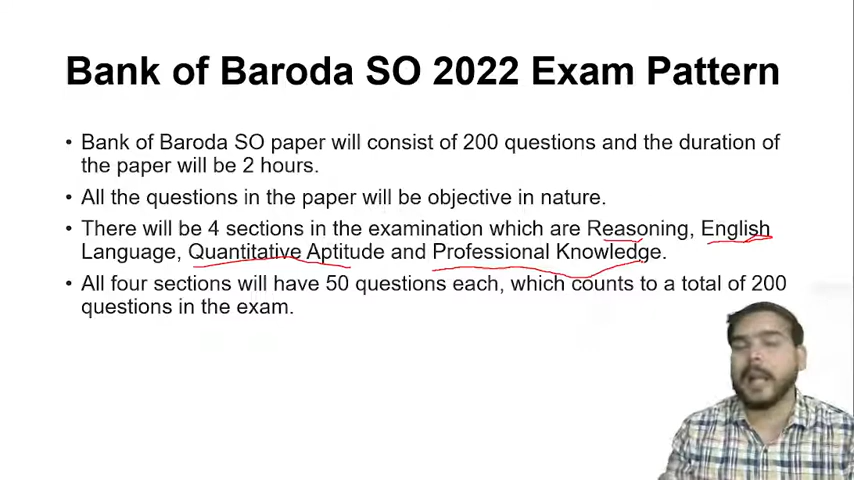 Bank of Baroda SO 2022 Exam Pattern
• Bank of Baroda SO paper will consist of 200 questions and the duration of
the paper will be 2 hours.
• All the questions in the paper will be objective in nature.
• There will be 4 sections in the examination which are Reasoning, English
Language, Quantitative Aptitude and Professional Knowledge.
• All four sections will have 50 questions each, which counts to a total of 200
questions in the exam.